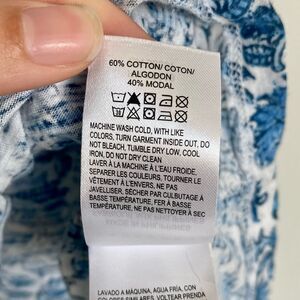 60% COTTON/ COTON/
ALGODON
40% MODAL
MACHINE WASH COLD, WITH LIKE
COLORS, TURN GARMENT INSIDE OUT, DO
NOT BLEACH, TUMBLE DRY LOW, COOL
IRON, DO NOT DRY CLEAN
LAVER À LA MACHINE À L'EAU FROIDE.
SEPARER LES COULEURS, TOURNER LE
VÊTEMENT À L'ENVERS, NE PAS
JAVELLISER, SÉCHER PAR CULBUTAGE À
BASSE TEMPÉRATURE, FER A BASSE
TEMPÉRATURE, NE PAS NETTOYER À SEC
LAVADO A MÁQUINA, AGUA FRÍA, CON
COLORES SIMILARES, VOLTEAR PRENDA